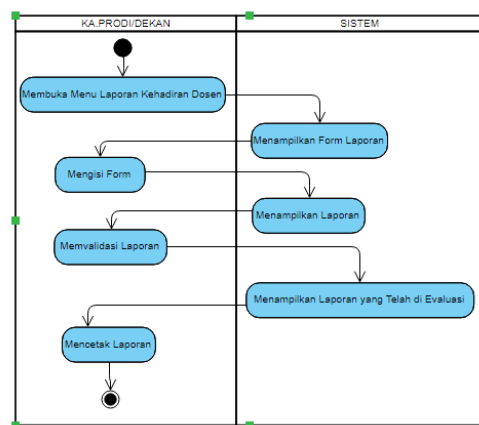 KA.PRODI/DEKAN
SISTEM
Membuka Menu Laporan Kehadiran Dosen
Menampilkan Form Laporan
Mengisi Form
Menampilkan Laporan
Memvalidasi Laporan
Menampilkan Laporan yang Telah di Evaluasi
Mencetak Laporan